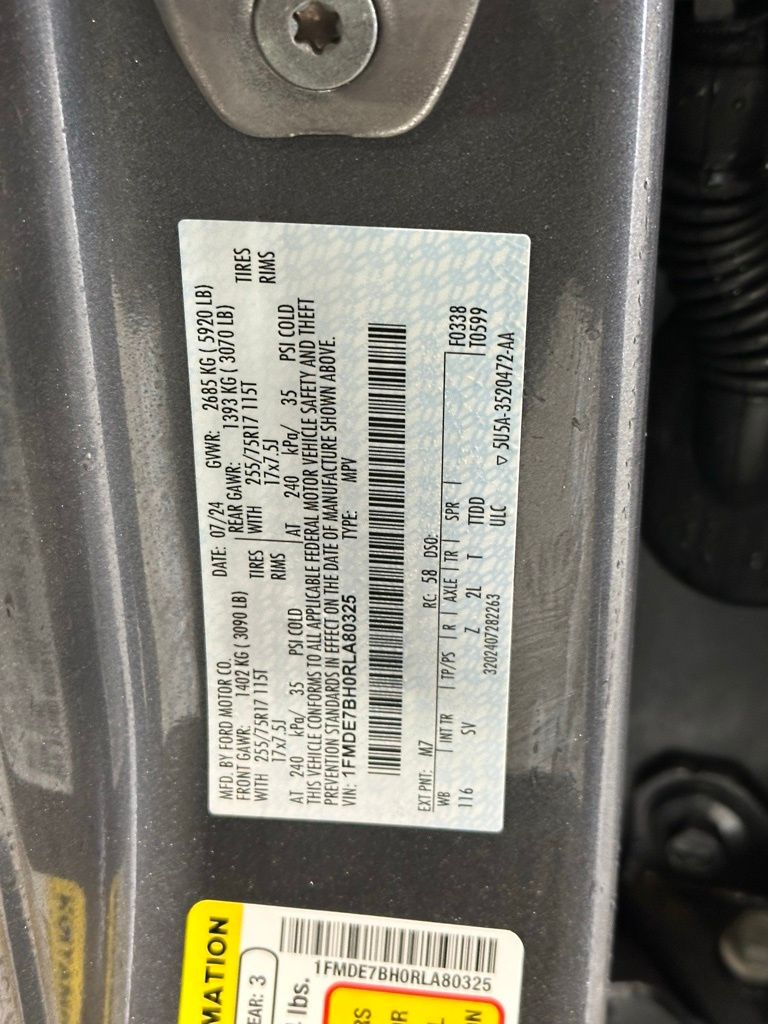 MFD. BY FORD MOTOR CO.
DATE: 07/24 GVWR: 2685 KG ( 5920 LB)
FRONT GAWR: 1402 KG ( 3090 LB)
REAR GAWR: 1393 KG ( 3070 LB)
WITH 255/75R17 115T TIRES
WITH 255/75R17 115T TIRES
17x7.5J RIMS
17x7.5J RIMS
AT 240 kPa/ 35 PSI COLD
AT 240 kPa/ 35 PSI COLD
THIS VEHICLE CONFORMS TO ALL APPLICABLE FEDERAL MOTOR VEHICLE SAFETY AND THEFT
PREVENTION STANDARDS IN EFFECT ON THE DATE OF MANUFACTURE SHOWN ABOVE.
VIN: 1FMDE7BH0RLA80325 TYPE: MPV
EXT PNT: M7 RC: 58 DSO:
WB INT TR TP/PS R AXLE TR SPR F0338
116 SV Z 2L T TTDD T0599
3202407282263 ULC ▽ 5U5A-3520472-AA
MATION
EAR: 3
lbs.
1FMDE7BH0RLA80325
RS
OR
N